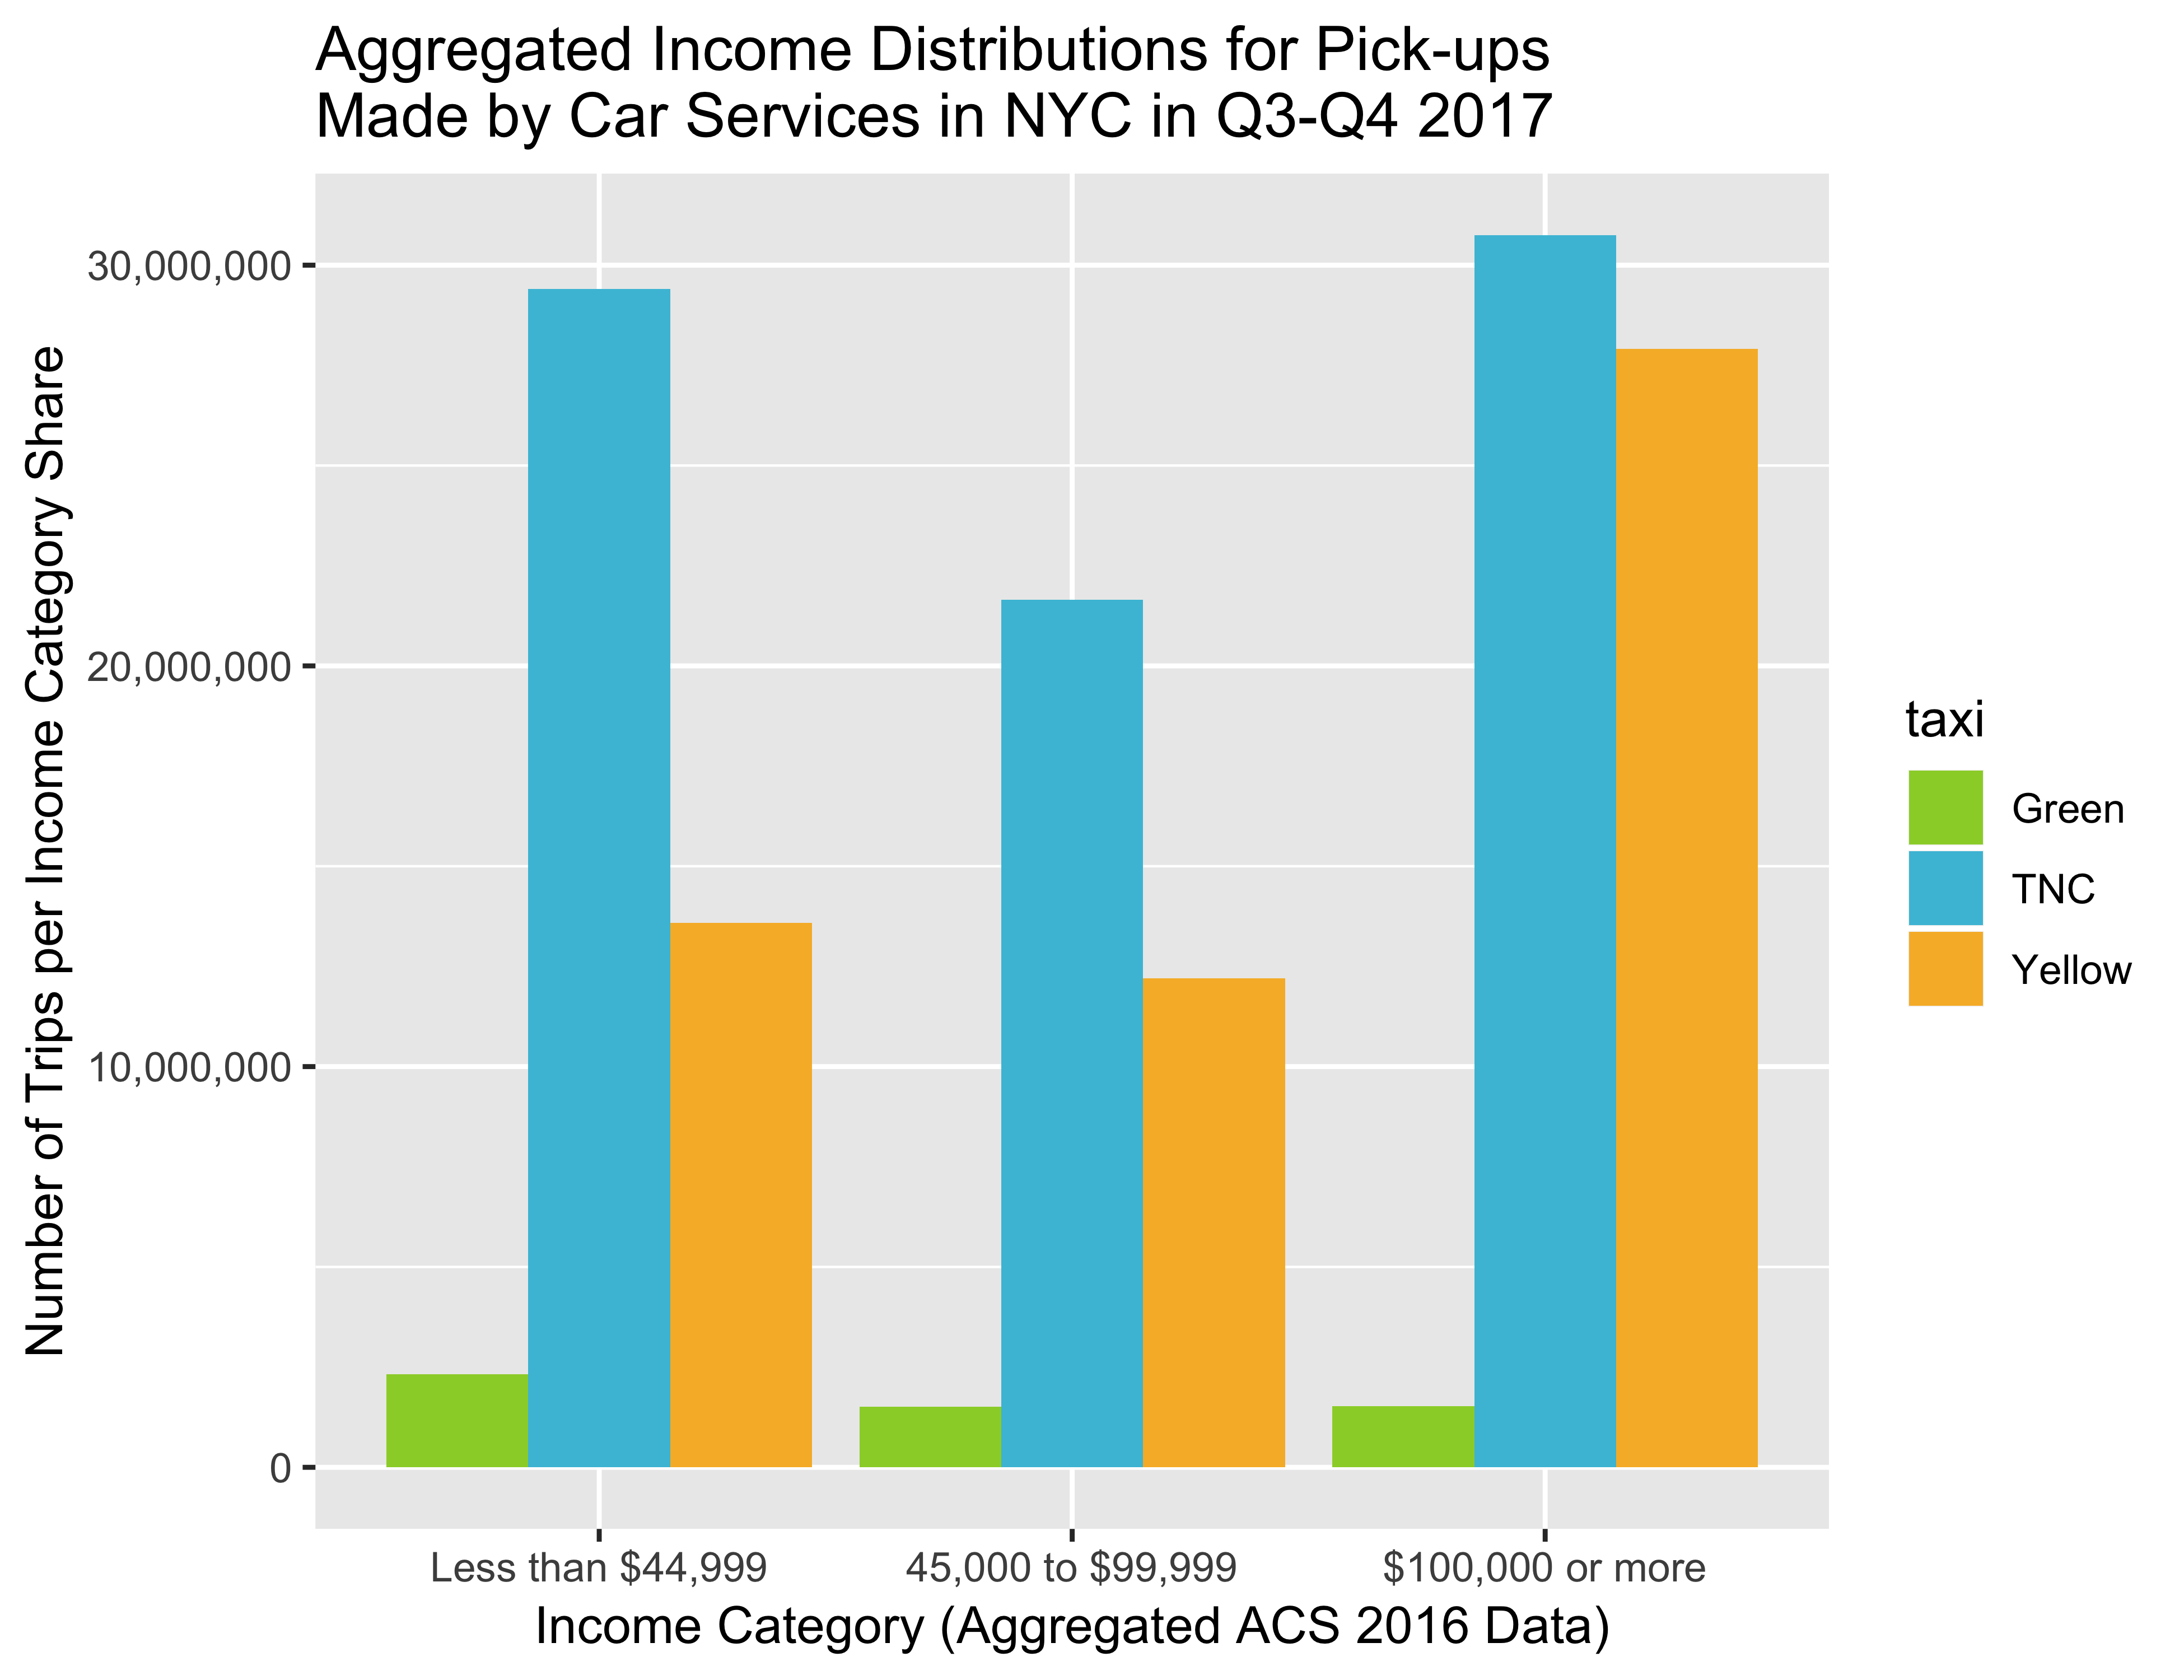 Aggregated Income Distributions for Pick-ups
Made by Car Services in NYC in Q3-Q4 2017
Number of Trips per Income Category Share
30,000,000
20,000,000
10,000,000
0
Less than $44,999
45,000 to $99,999
$100,000 or more
Income Category (Aggregated ACS 2016 Data)
taxi
Green
TNC
Yellow